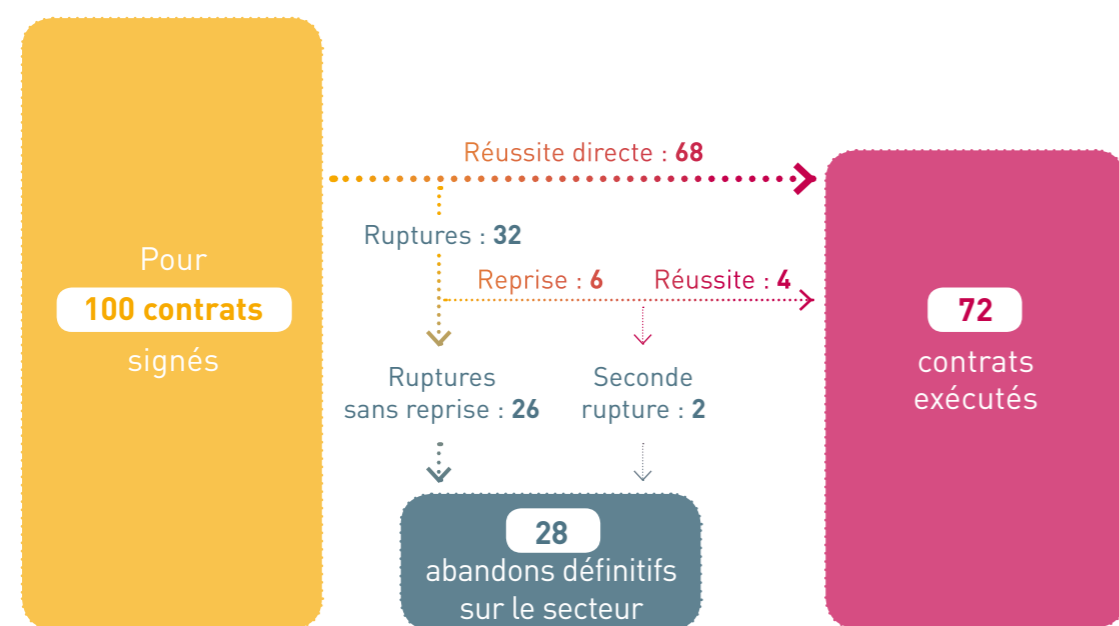 Pour
100 contrats
signés
Réussite directe : 68
Ruptures : 32
Reprise : 6
Réussite : 4
Ruptures
sans reprise : 26
Seconde
rupture : 2
28
abandons définitifs
sur le secteur
72
contrats
exécutés